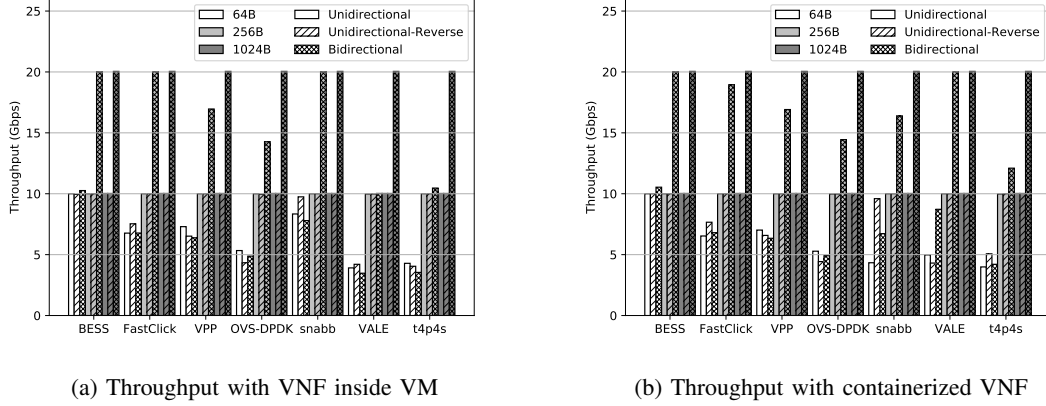 25
20
15
10
5
0
Throughput (Gbps)
64B
256B
1024B
Unidirectional
Unidirectional-Reverse
Bidirectional
BESS FastClick VPP OVS-DPDK snabb VALE t4p4s
(a) Throughput with VNF inside VM
25
20
15
10
5
0
Throughput (Gbps)
64B
256B
1024B
Unidirectional
Unidirectional-Reverse
Bidirectional
BESS FastClick VPP OVS-DPDK snabb VALE t4p4s
(b) Throughput with containerized VNF